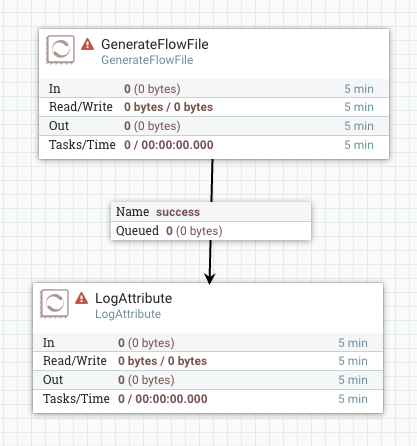 GenerateFlowFile
GenerateFlowFile
In 0 (0 bytes) 5 min
Read/Write 0 bytes / 0 bytes 5 min
Out 0 (0 bytes) 5 min
Tasks/Time 0 / 00:00:00.000 5 min
Name success
Queued 0 (0 bytes)
LogAttribute
LogAttribute
In 0 (0 bytes) 5 min
Read/Write 0 bytes / 0 bytes 5 min
Out 0 (0 bytes) 5 min
Tasks/Time 0 / 00:00:00.000 5 min